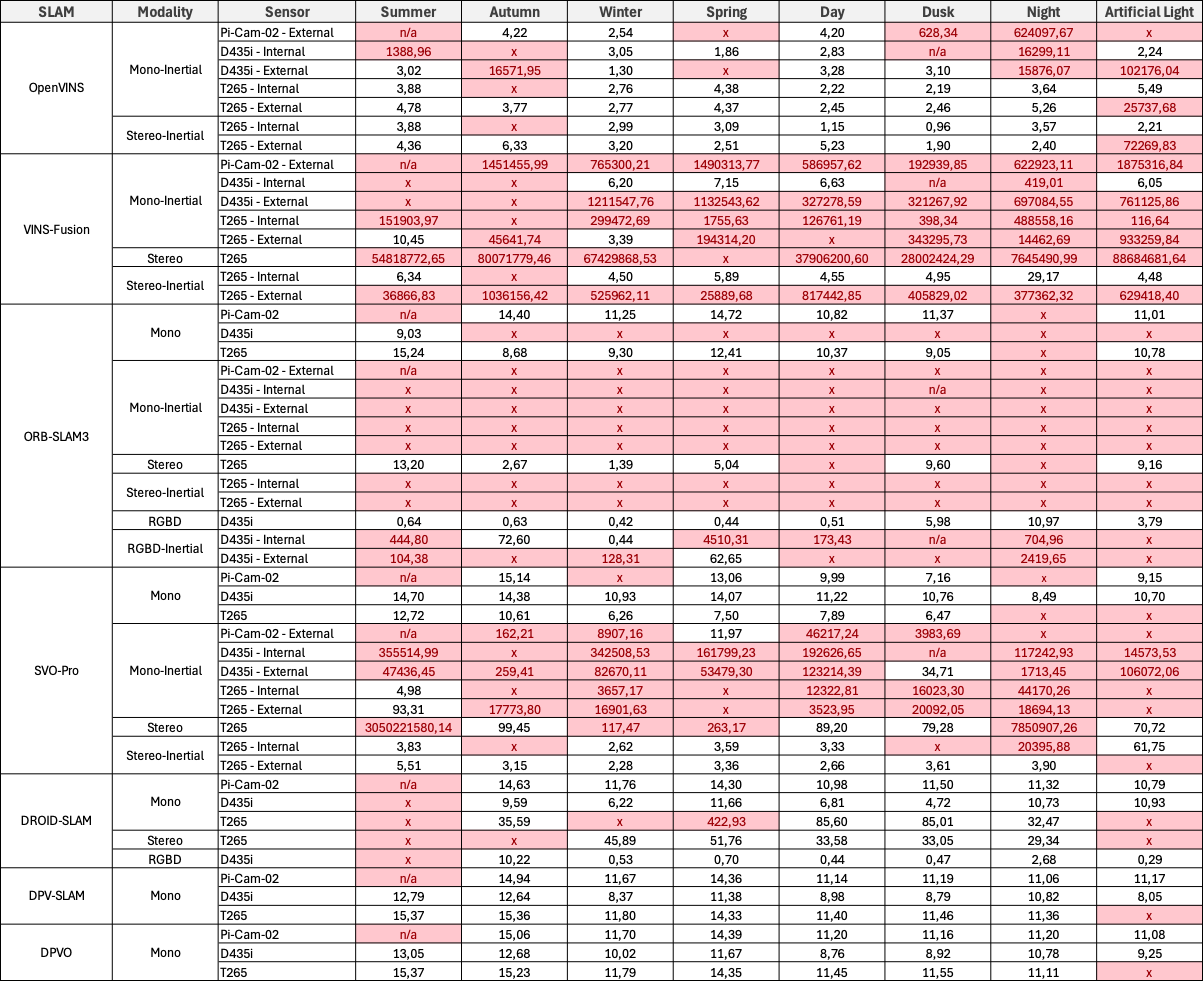 SLAM Modality Sensor Summer Autumn Winter Spring Day Dusk Night Artificial Light
OpenVINS Mono-Inertial Pi-Cam-02 - External n/a 4,22 2,54 x 4,20 628,34 624097,67 x
D435i - Internal 1388,96 x 3,05 1,86 2,83 n/a 16299,11 2,24
D435i - External 3,02 16571,95 1,30 x 3,28 3,10 15876,07 102176,04
T265 - Internal 3,88 x 2,76 4,38 2,22 2,19 3,64 5,49
T265 - External 4,78 3,77 2,77 4,37 2,45 2,46 5,26 25737,68
Stereo-Inertial T265 - Internal 3,88 x 2,99 3,09 1,15 0,96 3,57 2,21
T265 - External 4,36 6,33 3,20 2,51 5,23 1,90 2,40 72269,83
VINS-Fusion Mono-Inertial Pi-Cam-02 - External n/a 1451455,99 765300,21 1490313,77 586957,62 192939,85 622923,11 1875316,84
D435i - Internal x x 6,20 7,15 6,63 n/a 419,01 6,05
D435i - External x x 1211547,76 1132543,62 327278,59 321267,92 697084,55 761125,86
T265 - Internal 151903,97 x 299472,69 1755,63 126761,19 398,34 488558,16 116,64
T265 - External 10,45 45641,74 3,39 194314,20 x 343295,73 14462,69 933259,84
Stereo T265 54818772,65 80071779,46 67429868,53 x 37906200,60 28002424,29 7645490,99 88684681,64
Stereo-Inertial T265 - Internal 6,34 x 4,50 5,89 4,55 4,95 29,17 4,48
T265 - External 36866,83 1036156,42 525962,11 25889,68 817442,85 405829,02 377362,32 629418,40
ORB-SLAM3 Mono Pi-Cam-02 n/a 14,40 11,25 14,72 10,82 11,37 x 11,01
D435i 9,03 x x x x x x x
T265 15,24 8,68 9,30 12,41 10,37 9,05 x 10,78
Mono-Inertial Pi-Cam-02 - External n/a x x x x x x x
D435i - Internal x x x x x n/a x x
D435i - External x x x x x x x x
T265 - Internal x x x x x x x x
T265 - External x x x x x x x x
Stereo T265 13,20 2,67 1,39 5,04 x 9,60 x 9,16
Stereo-Inertial T265 - Internal x x x x x x x x
T265 - External x x x x x x x x
RGBD D435i 0,64 0,63 0,42 0,44 0,51 5,98 10,97 3,79
RGBD-Inertial D435i - Internal 444,80 72,60 0,44 4510,31 173,43 n/a 704,96 x
D435i - External 104,38 x 128,31 62,65 x x 2419,65 x
SVO-Pro Mono Pi-Cam-02 n/a 15,14 x 13,06 9,99 7,16 x 9,15
D435i 14,70 14,38 10,93 14,07 11,22 10,76 8,49 10,70
T265 12,72 10,61 6,26 7,50 7,89 6,47 x x
Mono-Inertial Pi-Cam-02 - External n/a 162,21 8907,16 11,97 46217,24 3983,69 x x
D435i - Internal 355514,99 x 342508,53 161799,23 192626,65 n/a 117242,93 14573,53
D435i - External 47436,45 259,41 82670,11 53479,30 123214,39 34,71 1713,45 106072,06
T265 - Internal 4,98 x 3657,17 x 12322,81 16023,30 44170,26 x
T265 - External 93,31 17773,80 16901,63 x 3523,95 20092,05 18694,13 x
Stereo T265 3050221580,14 99,45 117,47 263,17 89,20 79,28 7850907,26 70,72
Stereo-Inertial T265 - Internal 3,83 x 2,62 3,59 3,33 x 20395,88 61,75
T265 - External 5,51 3,15 2,28 3,36 2,66 3,61 3,90 x
DROID-SLAM Mono Pi-Cam-02 n/a 14,63 11,76 14,30 10,98 11,50 11,32 10,79
D435i x 9,59 6,22 11,66 6,81 4,72 10,73 10,93
T265 x 35,59 x 422,93 85,60 85,01 32,47 x
Stereo T265 x x 45,89 51,76 33,58 33,05 29,34 x
RGBD D435i x 10,22 0,53 0,70 0,44 0,47 2,68 0,29
DPV-SLAM Mono Pi-Cam-02 n/a 14,94 11,67 14,36 11,14 11,19 11,06 11,17
D435i 12,79 12,64 8,37 11,38 8,98 8,79 10,82 8,05
T265 15,37 15,36 11,80 14,33 11,40 11,46 11,36 x
DPVO Mono Pi-Cam-02 n/a 15,06 11,70 14,39 11,20 11,16 11,20 11,08
D435i 13,05 12,68 10,02 11,67 8,76 8,92 10,78 9,25
T265 15,37 15,23 11,79 14,35 11,45 11,55 11,11 x